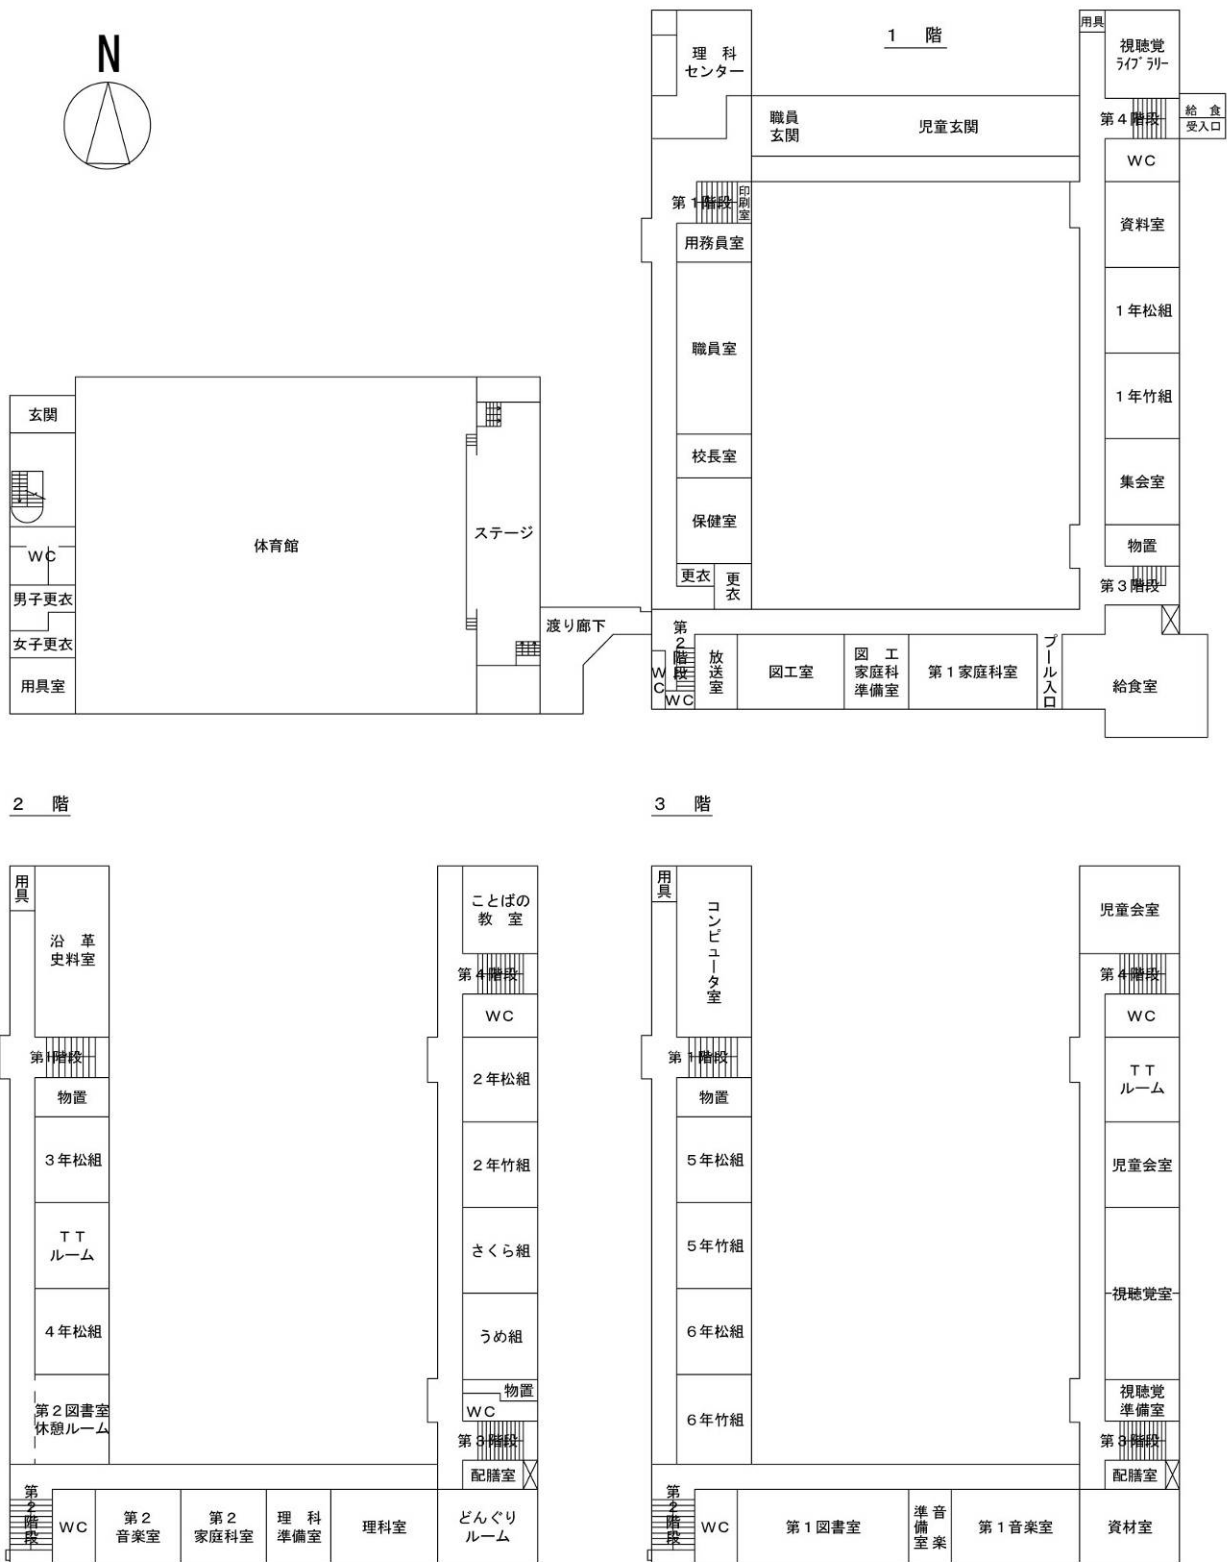 N
1 階
理 科
センター
職員
玄関
児童玄関
用具
視聴覚
ライブラリー
第4階段
給 食
受入口
WC
第1階段
印刷室
用務員室
資料室
職員室
1年松組
1年竹組
校長室
保健室
集会室
物置
更衣
更衣
第3階段
玄関
WC
男子更衣
女子更衣
用具室
体育館
ステージ
渡り廊下
第2階段
WC
WC
放送室
図工室
図 工
家庭科
準備室
第1家庭科室
プール入口
給食室
2 階
用具
沿 革
史料室
ことばの
教 室
第4階段
WC
第1階段
物置
2年松組
3年松組
2年竹組
TT
ルーム
さくら組
4年松組
うめ組
物置
WC
第2図書室
休憩ルーム
第3階段
配膳室
第2階段
WC
第2
音楽室
第2
家庭科室
理 科
準備室
理科室
どんぐり
ルーム
3 階
用具
コンピュータ室
児童会室
第4階段
WC
第1階段
物置
TT
ルーム
5年松組
児童会室
5年竹組
6年松組
視聴覚室
6年竹組
視聴覚
準備室
第3階段
配膳室
第2階段
WC
第1図書室
音楽
準備室
第1音楽室
資材室